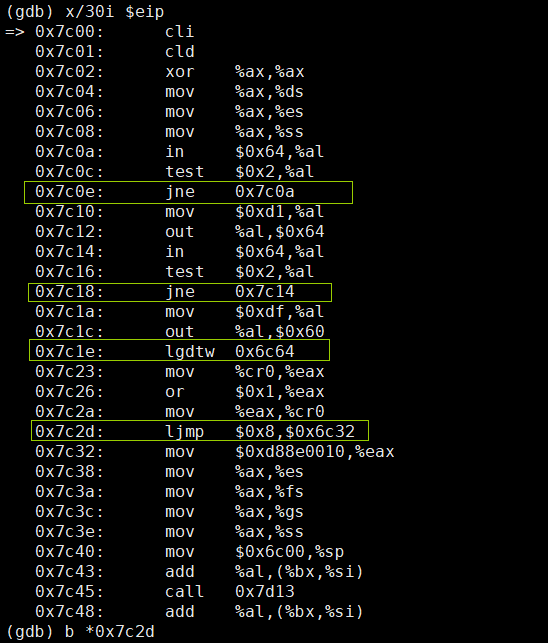 (gdb) x/30i $eip
=> 0x7c00: cli
0x7c01: cld
0x7c02: xor %ax,%ax
0x7c04: mov %ax,%ds
0x7c06: mov %ax,%es
0x7c08: mov %ax,%ss
0x7c0a: in $0x64,%al
0x7c0c: test $0x2,%al
0x7c0e: jne 0x7c0a
0x7c10: mov $0xd1,%al
0x7c12: out %al,$0x64
0x7c14: in $0x64,%al
0x7c16: test $0x2,%al
0x7c18: jne 0x7c14
0x7c1a: mov $0xdf,%al
0x7c1c: out %al,$0x60
0x7c1e: lgdtw 0x6c64
0x7c23: mov %cr0,%eax
0x7c26: or $0x1,%eax
0x7c2a: mov %eax,%cr0
0x7c2d: ljmp $0x8,$0x6c32
0x7c32: mov $0xd88e0010,%eax
0x7c38: mov %ax,%es
0x7c3a: mov %ax,%fs
0x7c3c: mov %ax,%gs
0x7c3e: mov %ax,%ss
0x7c40: mov $0x6c00,%sp
0x7c43: add %al,(%bx,%si)
0x7c45: call 0x7d13
0x7c48: add %al,(%bx,%si)
(gdb) b *0x7c2d